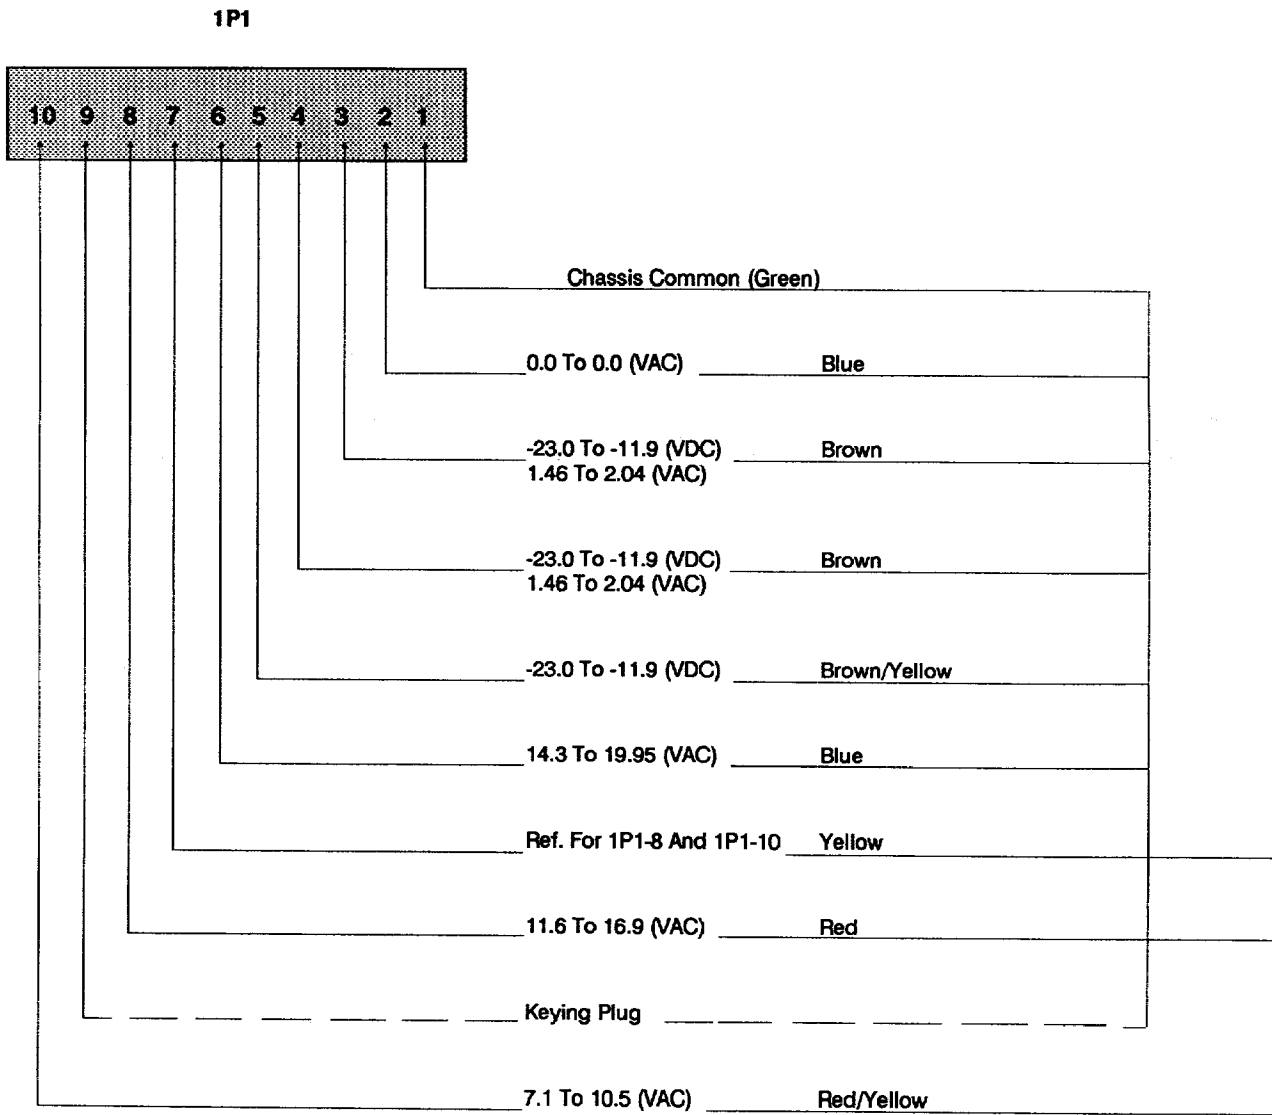 1P1
10 9 8 7 6 5 4 3 2 1
Chassis Common (Green)
0.0 To 0.0 (VAC) Blue
-23.0 To -11.9 (VDC) Brown
1.46 To 2.04 (VAC)
-23.0 To -11.9 (VDC) Brown
1.46 To 2.04 (VAC)
-23.0 To -11.9 (VDC) Brown/Yellow
14.3 To 19.95 (VAC) Blue
Ref. For 1P1-8 And 1P1-10 Yellow
11.6 To 16.9 (VAC) Red
Keying Plug
7.1 To 10.5 (VAC) Red/Yellow